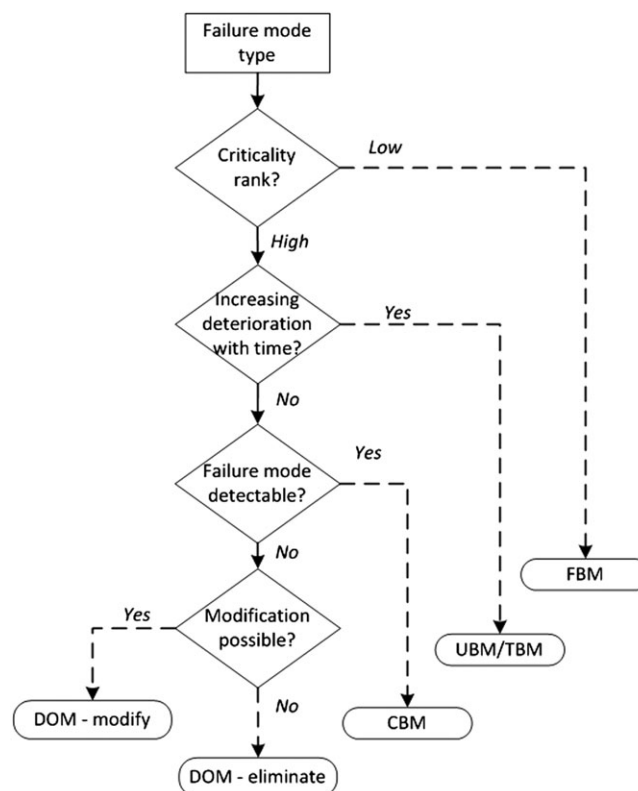 Failure mode
type
Criticality
rank?
Low
High
Increasing
deterioration
with time?
Yes
No
Failure mode
detectable?
Yes
No
FBM
Modification
possible?
Yes
UBM/TBM
No
DOM - modify
CBM
DOM - eliminate